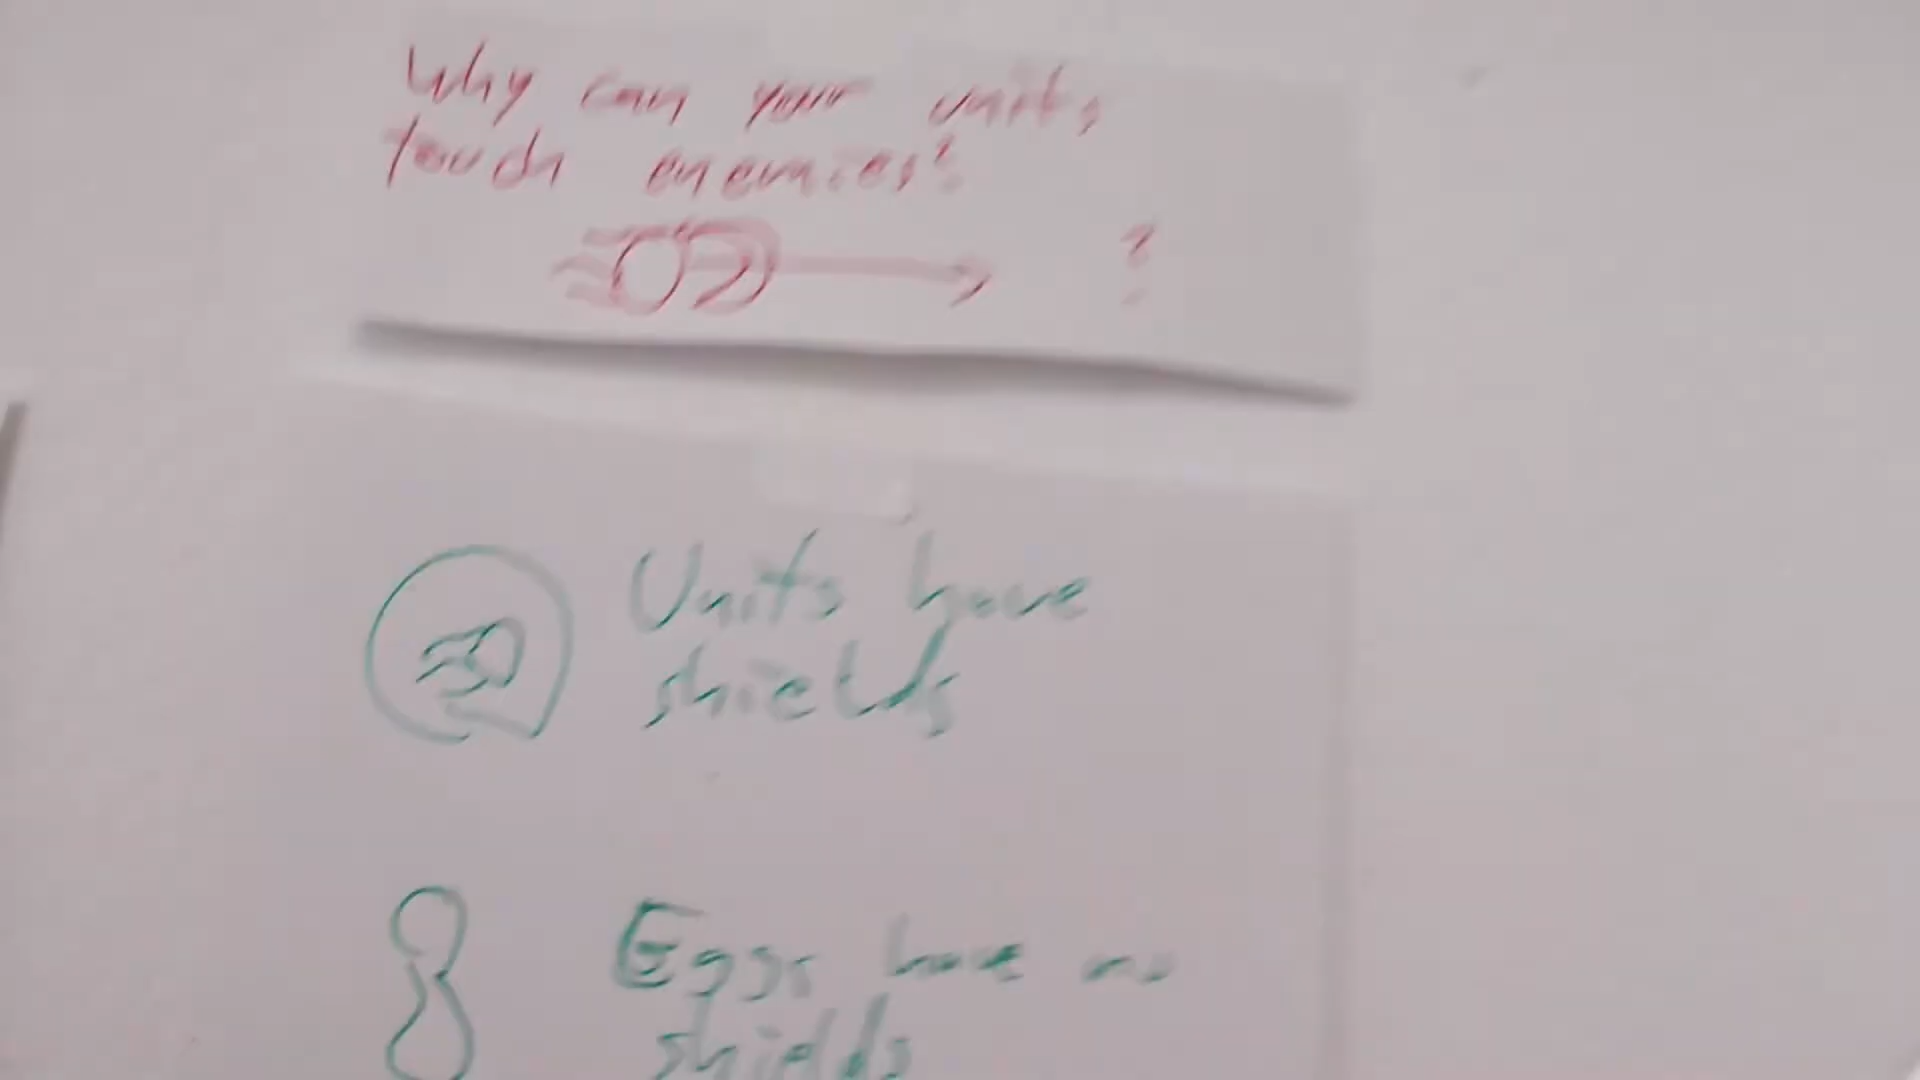 Why can your units
touch enemies?
?
Units have
shields
Eggs have no
shields